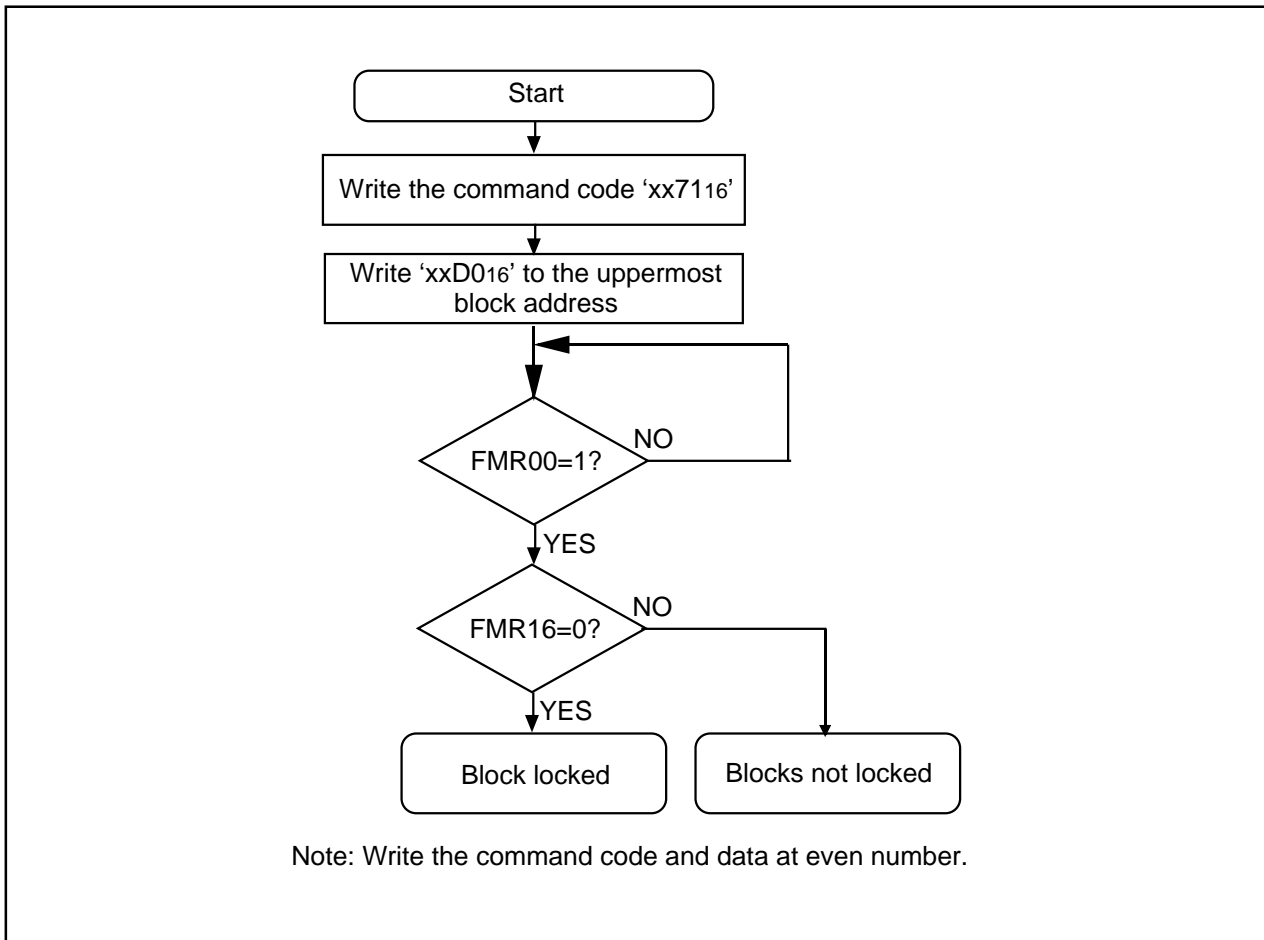 Start
Write the command code ‘xx7116’
Write ‘xxD016’ to the uppermost
block address
NO
FMR00=1?
YES
NO
FMR16=0?
YES
Block locked
Blocks not locked
Note: Write the command code and data at even number.